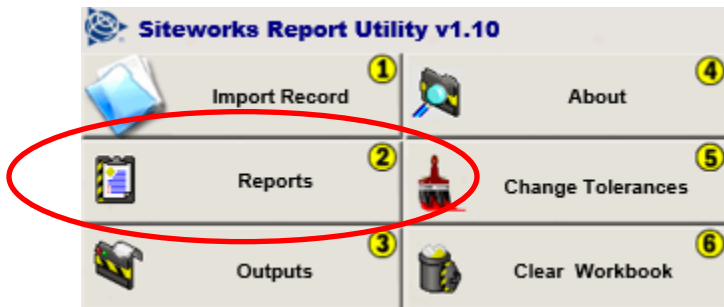 Siteworks Report Utility v1.10
Import Record 1
About 4
Reports 2
Change Tolerances 5
Outputs 3
Clear Workbook 6